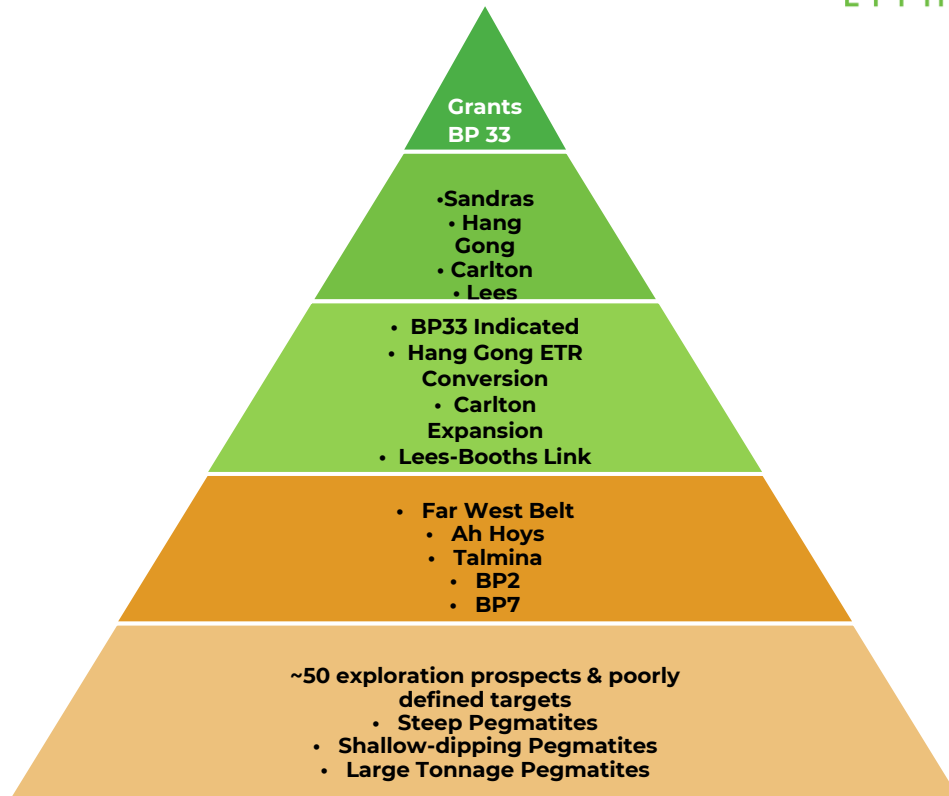 Grants
BP 33
•Sandras
• Hang
Gong
• Carlton
• Lees
• BP33 Indicated
• Hang Gong ETR
Conversion
• Carlton
Expansion
• Lees-Booths Link
• Far West Belt
• Ah Hoys
• Talmina
• BP2
• BP7
~50 exploration prospects & poorly
defined targets
• Steep Pegmatites
• Shallow-dipping Pegmatites
• Large Tonnage Pegmatites